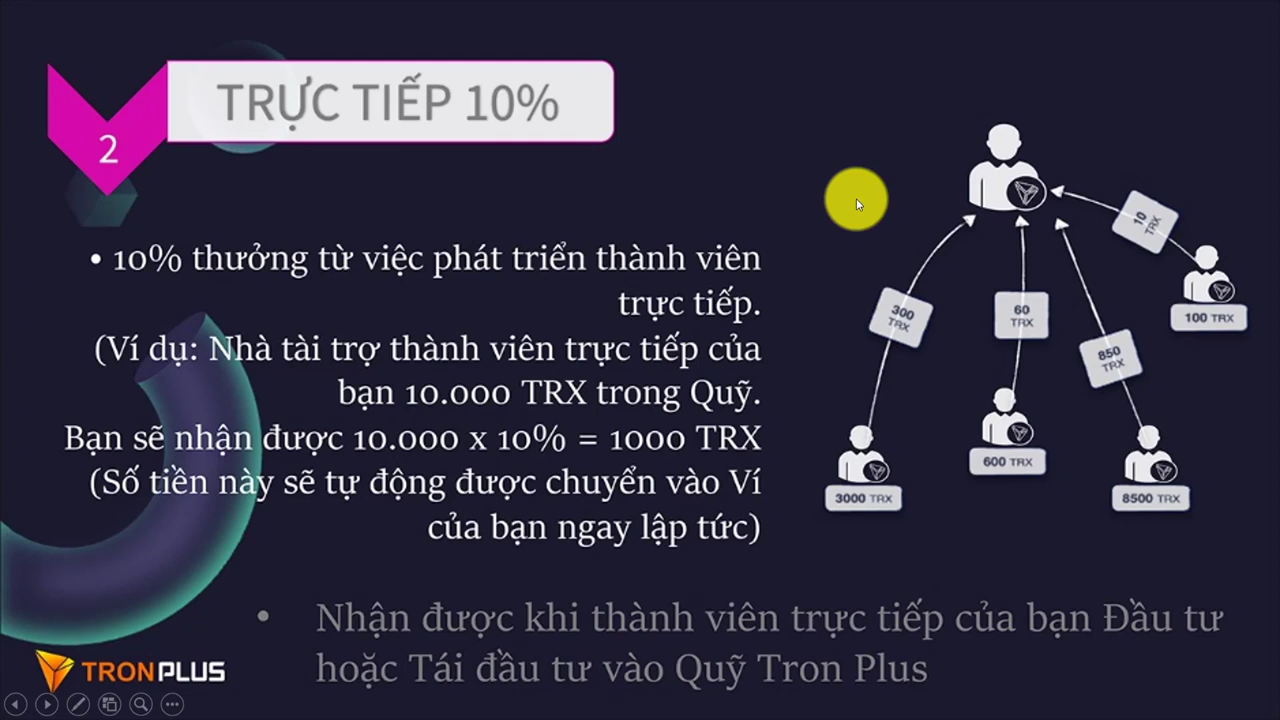 2
TRỰC TIẾP 10%
• 10% thưởng từ việc phát triển thành viên
trực tiếp.
(Ví dụ: Nhà tài trợ thành viên trực tiếp của
bạn 10.000 TRX trong Quỹ.
Bạn sẽ nhận được 10.000 x 10% = 1000 TRX
(Số tiền này sẽ tự động được chuyển vào Ví
của bạn ngay lập tức)
10
TRX
100 TRX
300
TRX
60
TRX
850
TRX
3000 TRX
600 TRX
8500 TRX
• Nhận được khi thành viên trực tiếp của bạn Đầu tư
hoặc Tái đầu tư vào Quỹ Tron Plus
TRONPLUS